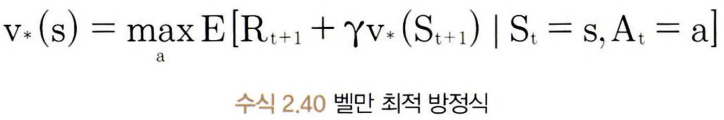 v*(s) = max E[Rt+1 + γv*(St+1) | St = s, At = a]
a
수식 2.40 벨만 최적 방정식